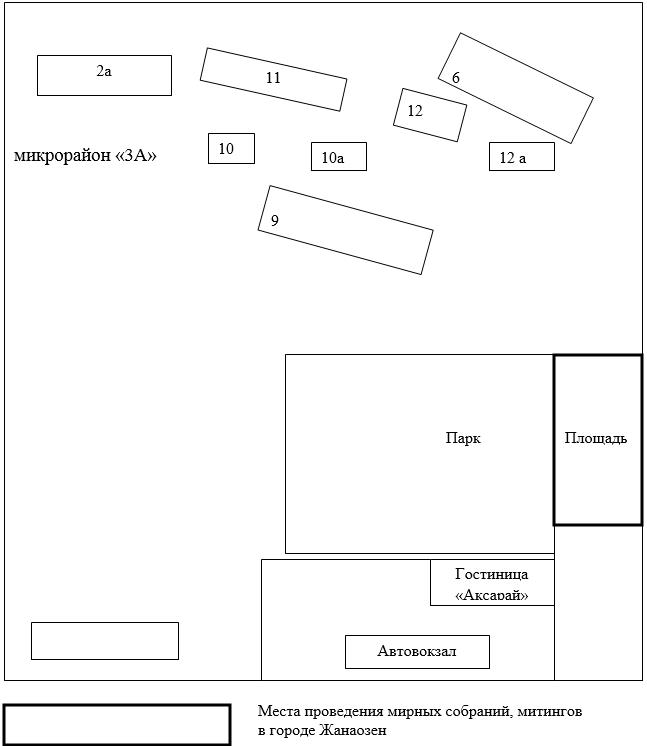 2а
11
6
12
10
10а
12 а
микрорайон «3А»
9
Парк
Площадь
Гостиница
«Аксарай»
Автовокзал
Места проведения мирных собраний, митингов
в городе Жанаозен